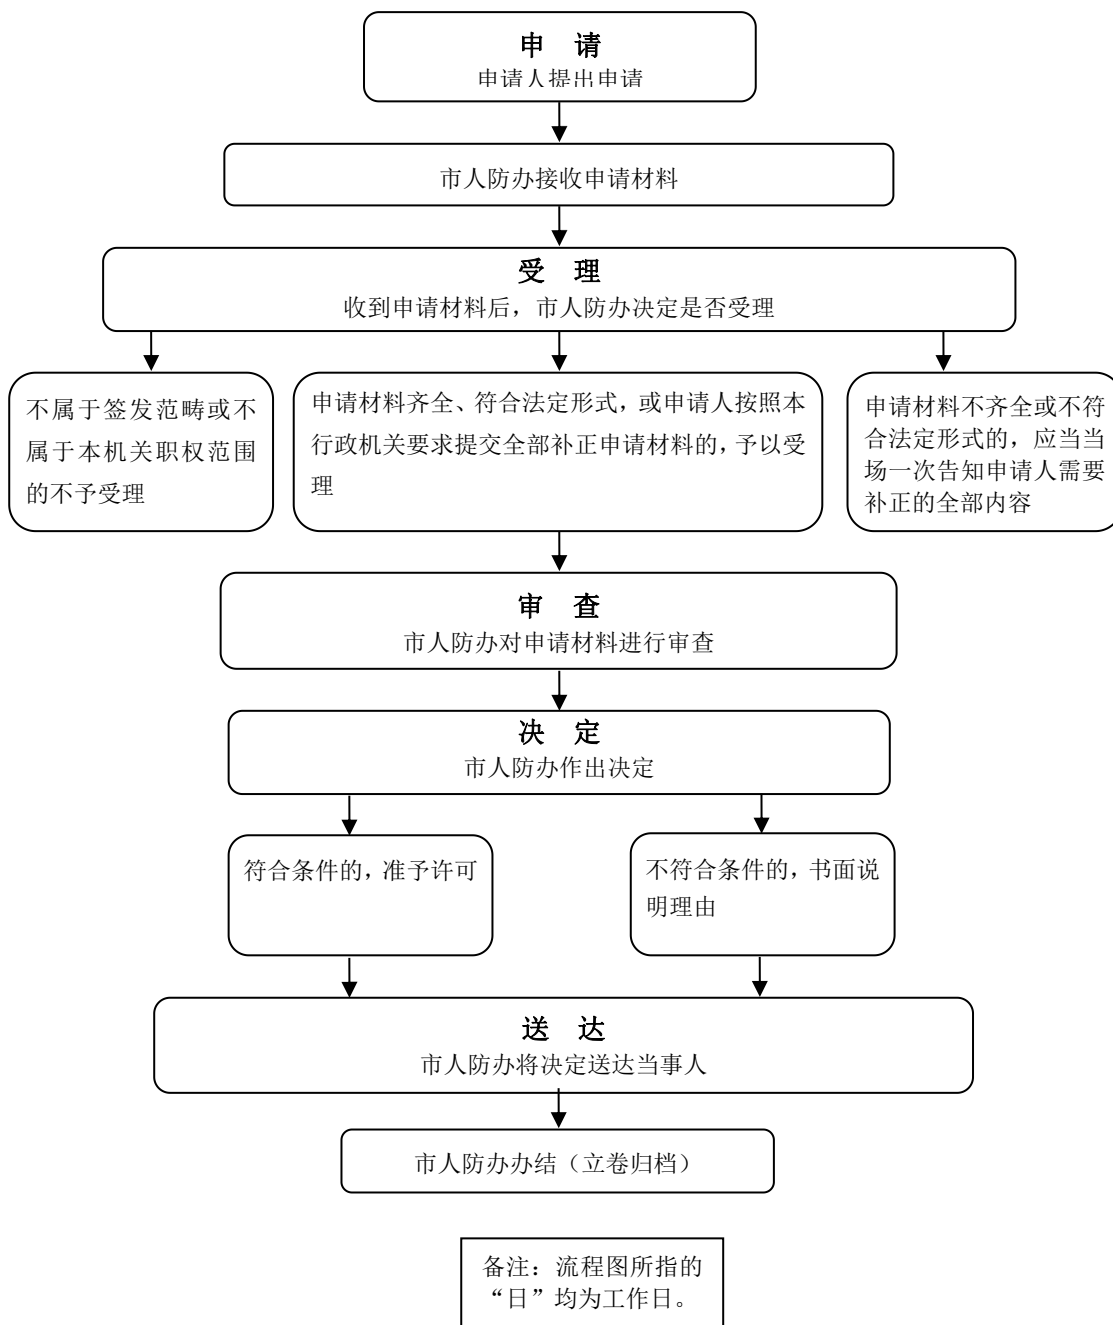 申 请
申请人提出申请
市人防办接收申请材料
受 理
收到申请材料后，市人防办决定是否受理
不属于签发范畴或不
属于本机关职权范围
的不予受理
申请材料齐全、符合法定形式，或申请人按照本
行政机关要求提交全部补正申请材料的，予以受
理
申请材料不齐全或不符
合法定形式的，应当当
场一次告知申请人需要
补正的全部内容
审 查
市人防办对申请材料进行审查
决 定
市人防办作出决定
符合条件的，准予许可
不符合条件的，书面说
明理由
送 达
市人防办将决定送达当事人
市人防办办结（立卷归档）
备注：流程图所指的
“日”均为工作日。